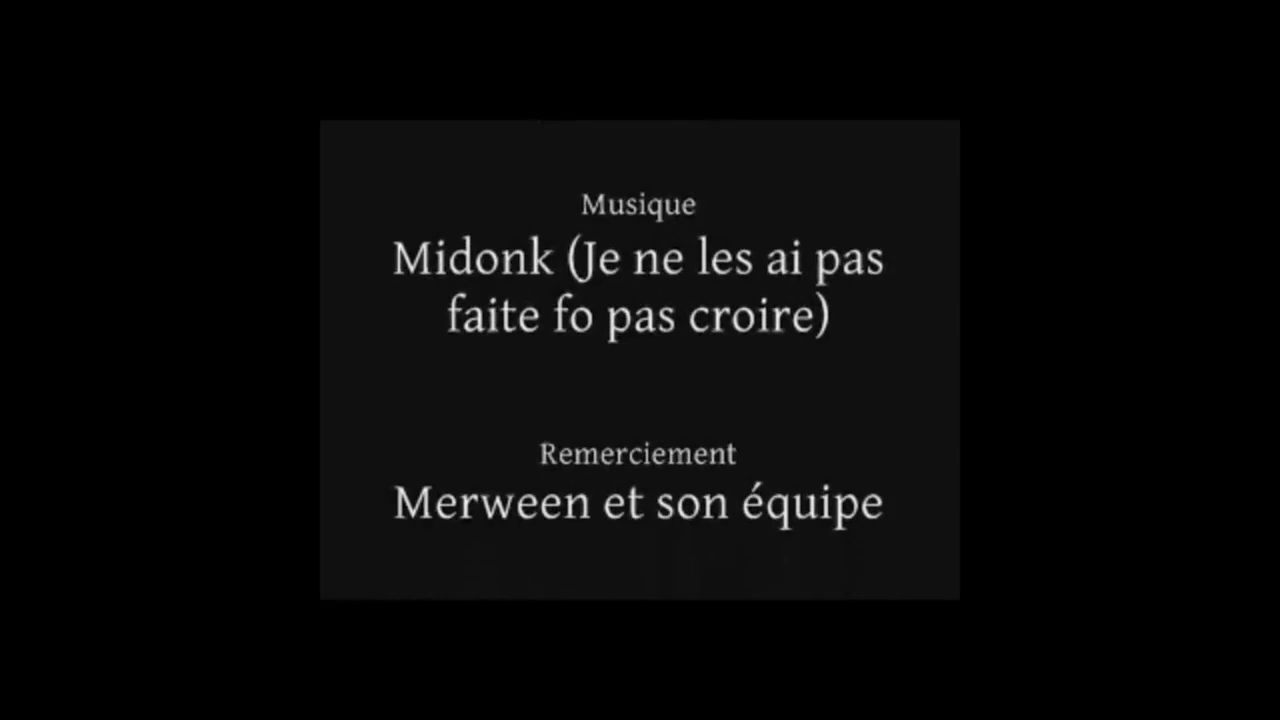 Musique
Midonk (Je ne les ai pas
faite fo pas croire)
Remerciement
Merween et son équipe